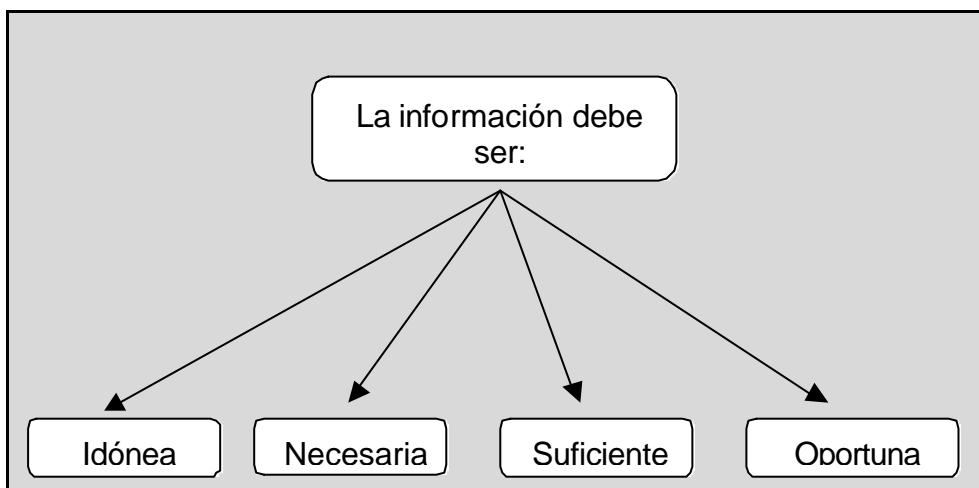 La información debe
ser:
Idónea
Necesaria
Suficiente
Oportuna